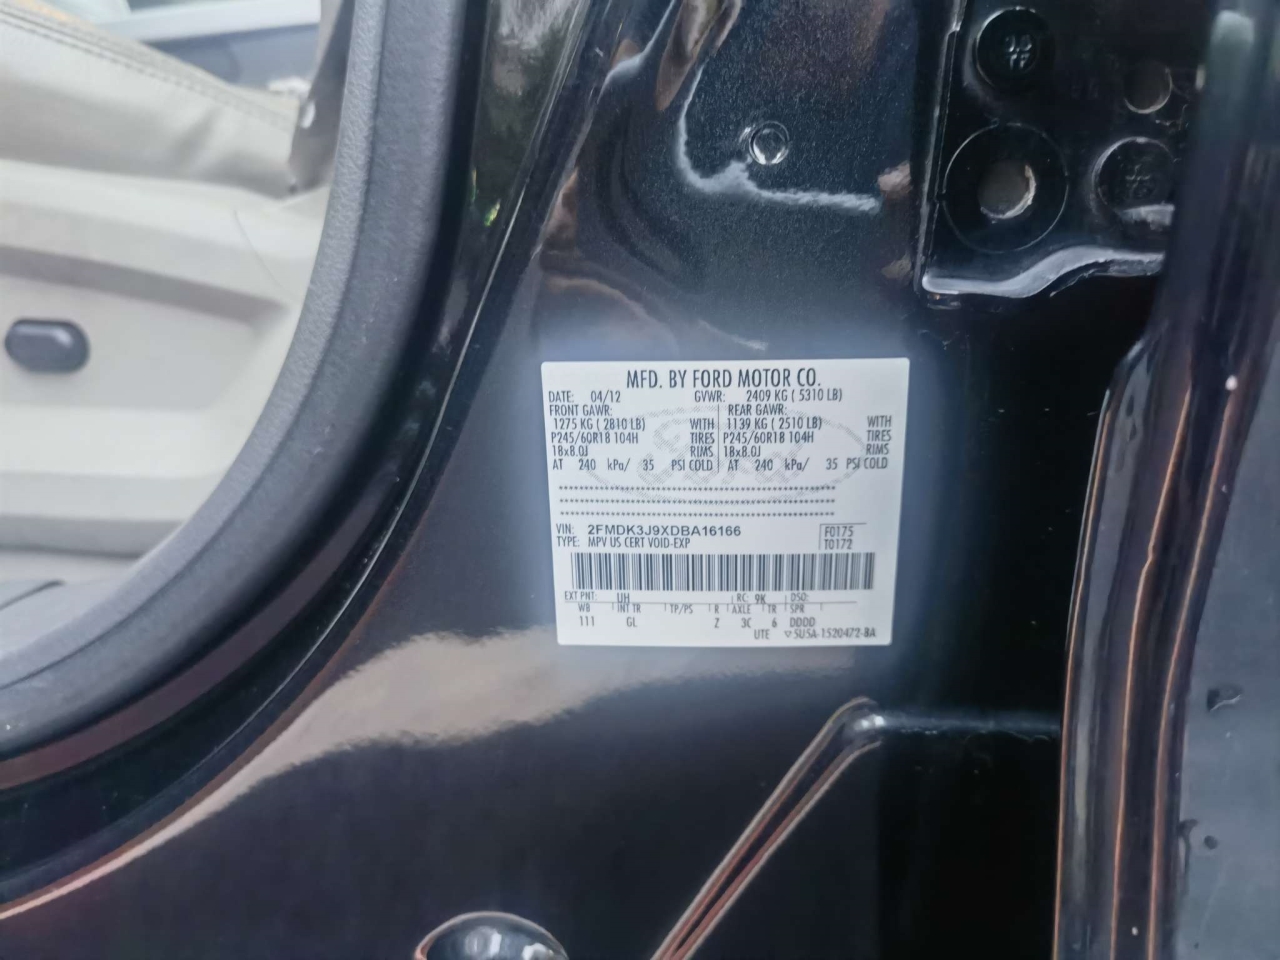 MFD. BY FORD MOTOR CO.
DATE: 04/12 GVWR: 2409 KG ( 5310 LB)
FRONT GAWR: REAR GAWR:
1275 KG ( 2810 LB) WITH 1139 KG ( 2510 LB) WITH
P245/60R18 104H TIRES P245/60R18 104H TIRES
18x8.0J RIMS 18x8.0J RIMS
AT 240 kPa/ 35 PSI COLD AT 240 kPa/ 35 PSI COLD
VIN: 2FMDK3J9XDBA16166 F0175
TYPE: MPV US CERT VOID-EXP T0172
EXT PNT: UH RC: 9K DSO:
WB INT TR TP/PS R AXLE TR SPR
111 GL Z 3C 6 DDDD
UTE ▽5U5A-1520472-BA